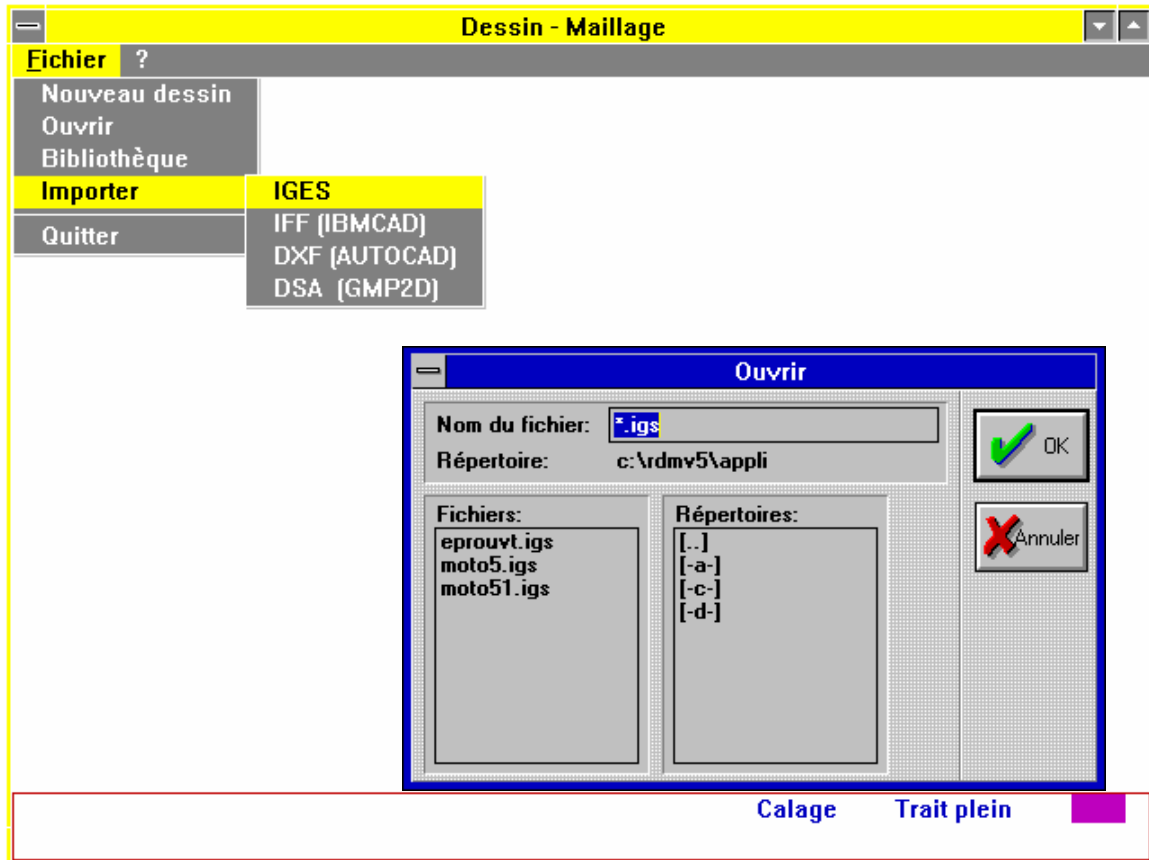 Dessin - Maillage
Fichier ?
Nouveau dessin
Ouvrir
Bibliothèque
Importer
Quitter
IGES
IFF (IBMCAD)
DXF (AUTOCAD)
DSA (GMP2D)
Ouvrir
Nom du fichier: *.igs
Répertoire: c:\rdmv5\appli
OK
Annuler
Fichiers:
eprouvt.igs
moto5.igs
moto51.igs
Répertoires:
[..]
[-a-]
[-c-]
[-d-]
Calage Trait plein